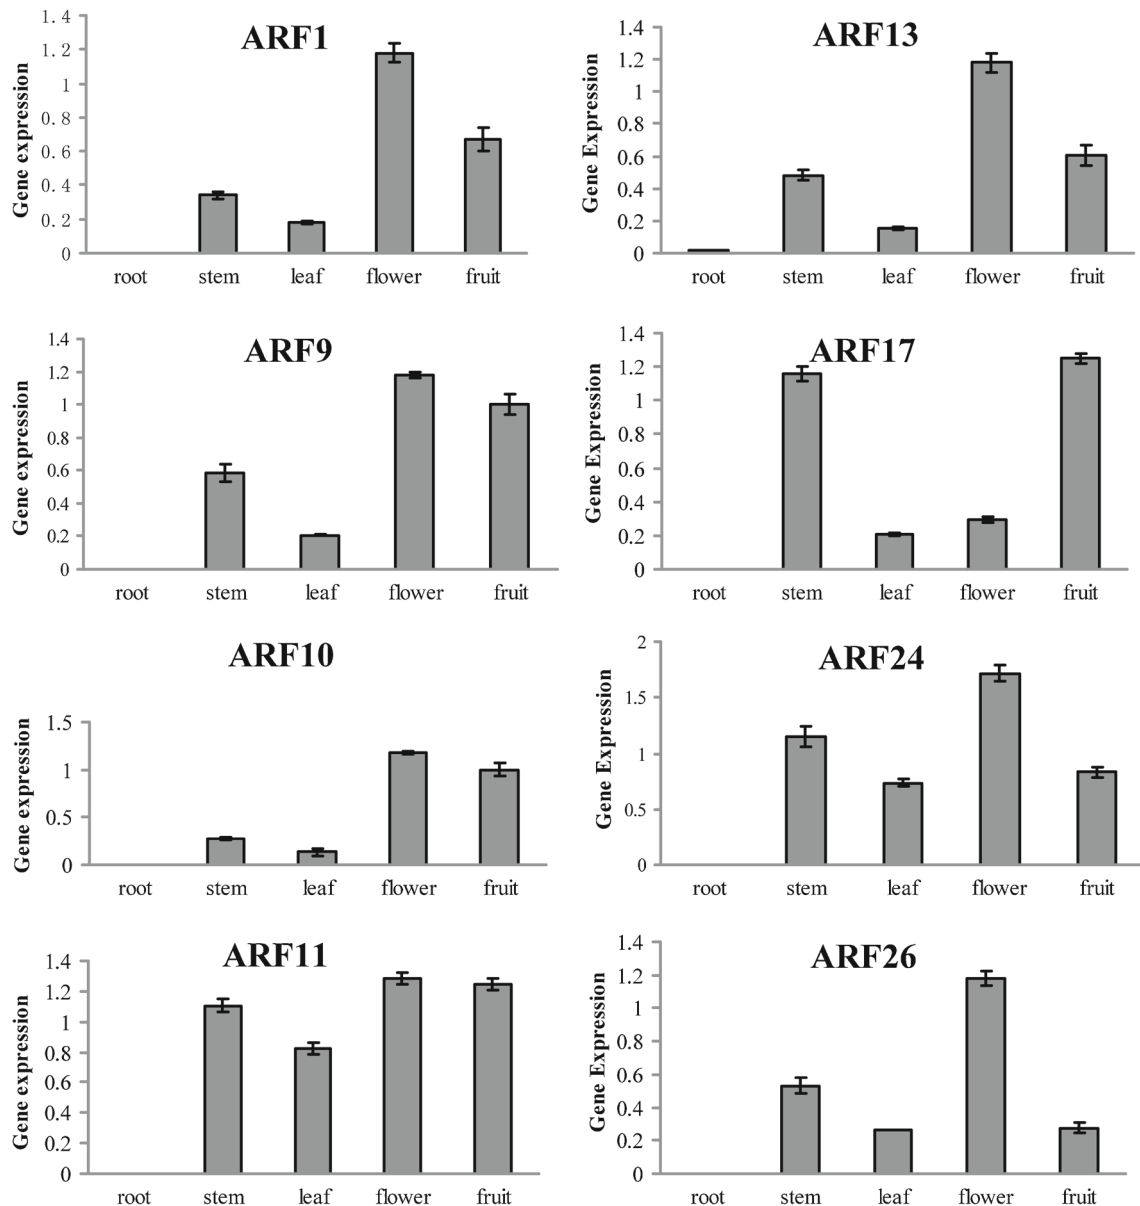 ARF1
Gene expression
1. 4
1. 2
1
0. 8
0. 6
0. 4
0. 2
0
root stem leaf flower fruit
ARF13
Gene Expression
1.4
1.2
1
0.8
0.6
0.4
0.2
0
root stem leaf flower fruit
ARF9
Gene expression
1.4
1.2
1
0.8
0.6
0.4
0.2
0
root stem leaf flower fruit
ARF17
Gene Expression
1.4
1.2
1
0.8
0.6
0.4
0.2
0
root stem leaf flower fruit
ARF10
Gene expression
1.5
1
0.5
0
root stem leaf flower fruit
ARF24
Gene Expression
2
1.5
1
0.5
0
root stem leaf flower fruit
ARF11
Gene expression
1.4
1.2
1
0.8
0.6
0.4
0.2
0
root stem leaf flower fruit
ARF26
Gene Expression
1.4
1.2
1
0.8
0.6
0.4
0.2
0
root stem leaf flower fruit